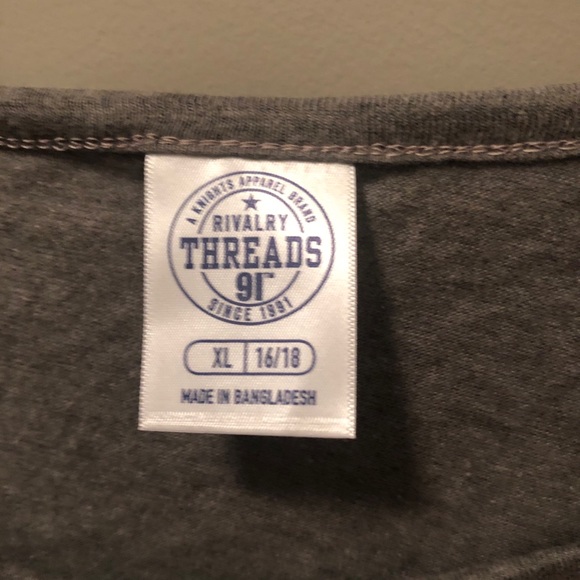 A KNIGHTS APPAREL BRAND
RIVALRY
THREADS
91
SINCE 1991
XL 16/18
MADE IN BANGLADESH